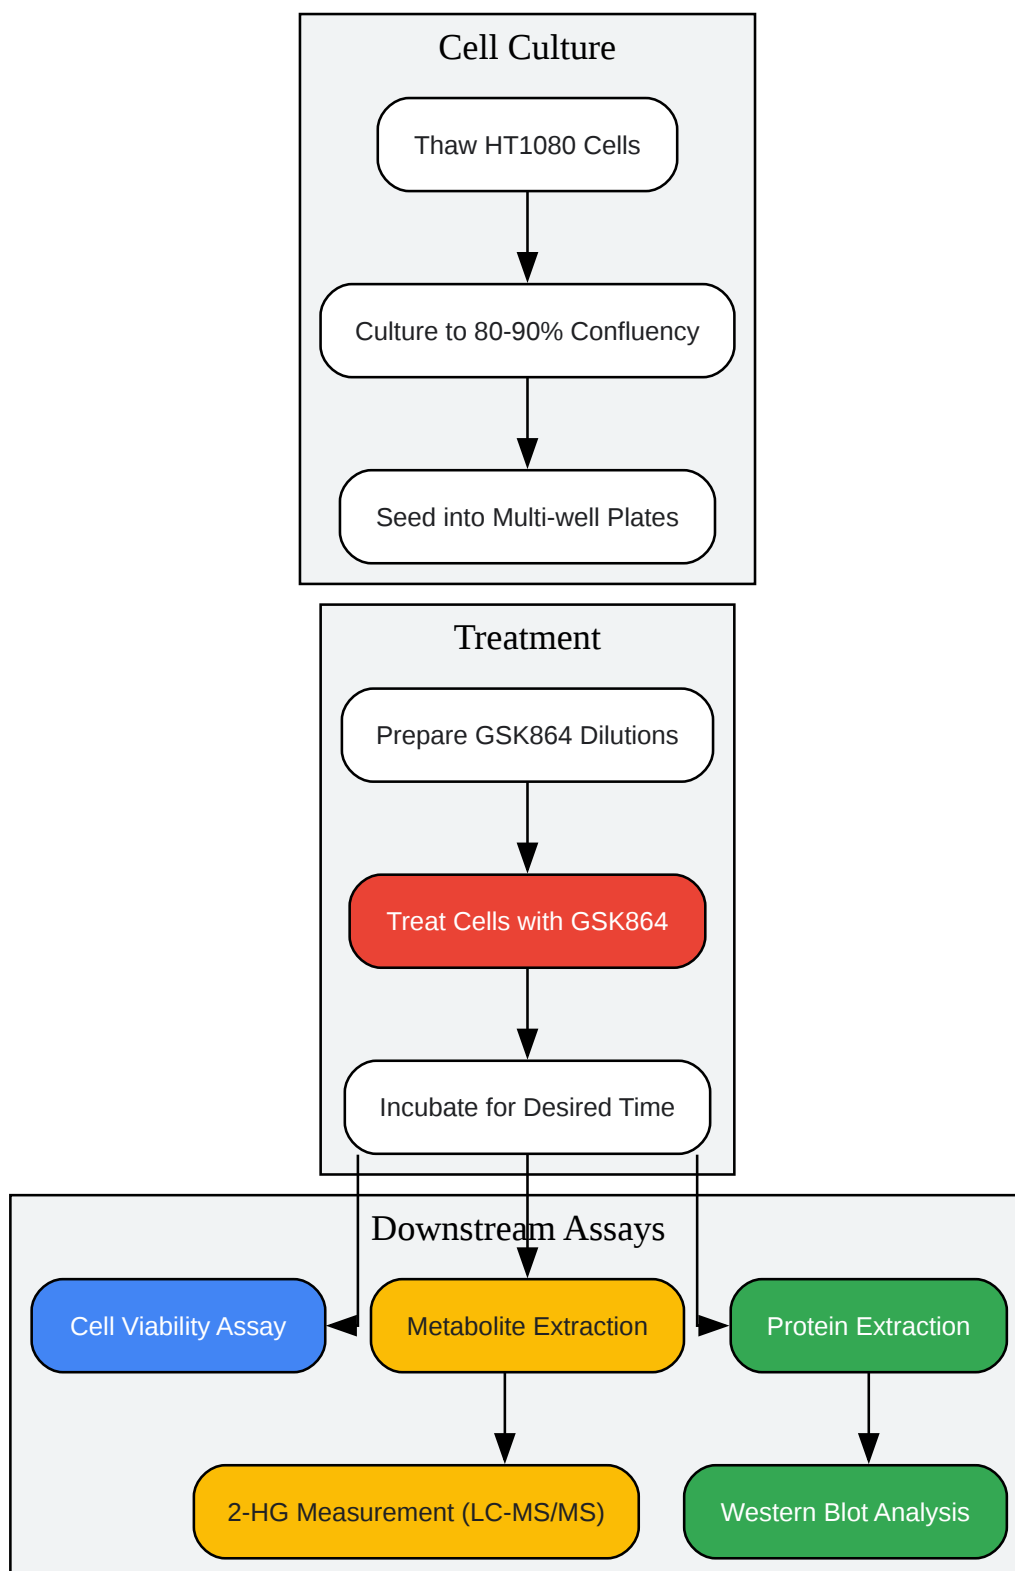 Cell Culture
Thaw HT1080 Cells
Culture to 80-90% Confluency
Seed into Multi-well Plates
Treatment
Prepare GSK864 Dilutions
Treat Cells with GSK864
Incubate for Desired Time
Downstream Assays
Cell Viability Assay
Metabolite Extraction
Protein Extraction
2-HG Measurement (LC-MS/MS)
Western Blot Analysis